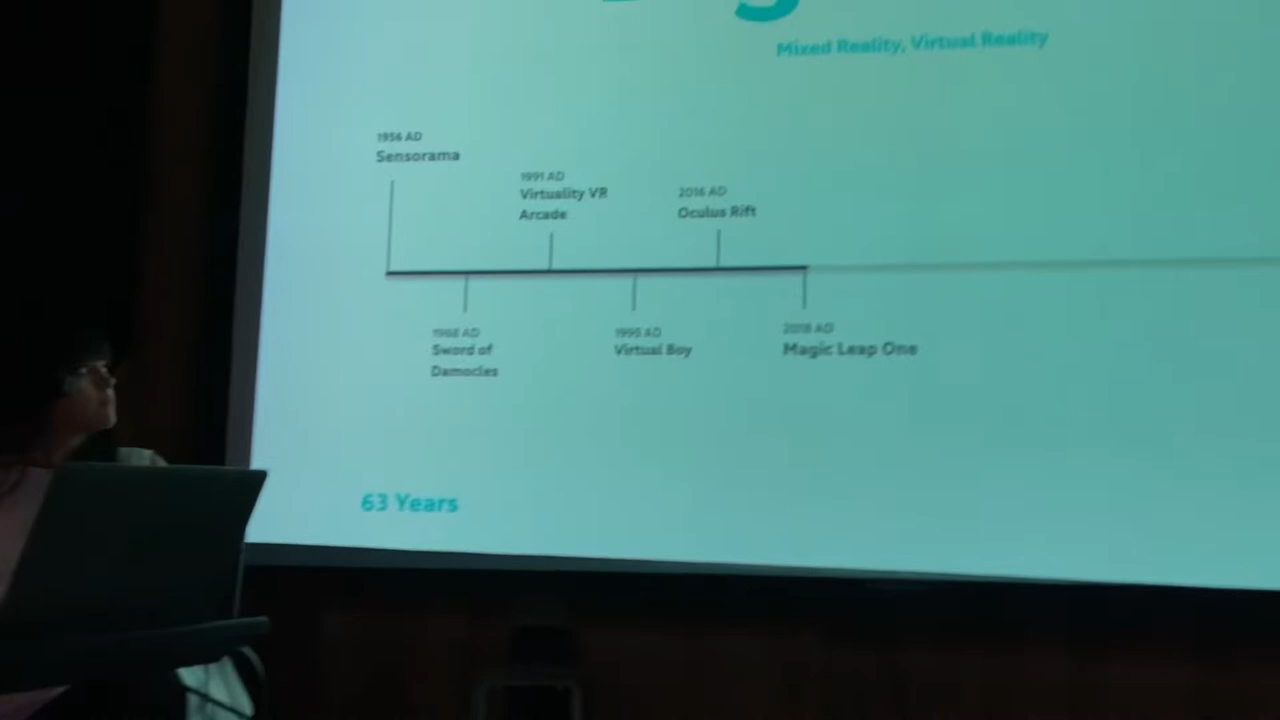 Mixed Reality, Virtual Reality
1956 AD
Sensorama
1991 AD
Virtuality VR
Arcade
2016 AD
Oculus Rift
1968 AD
Sword of
Damocles
1995 AD
Virtual Boy
2018 AD
Magic Leap One
63 Years